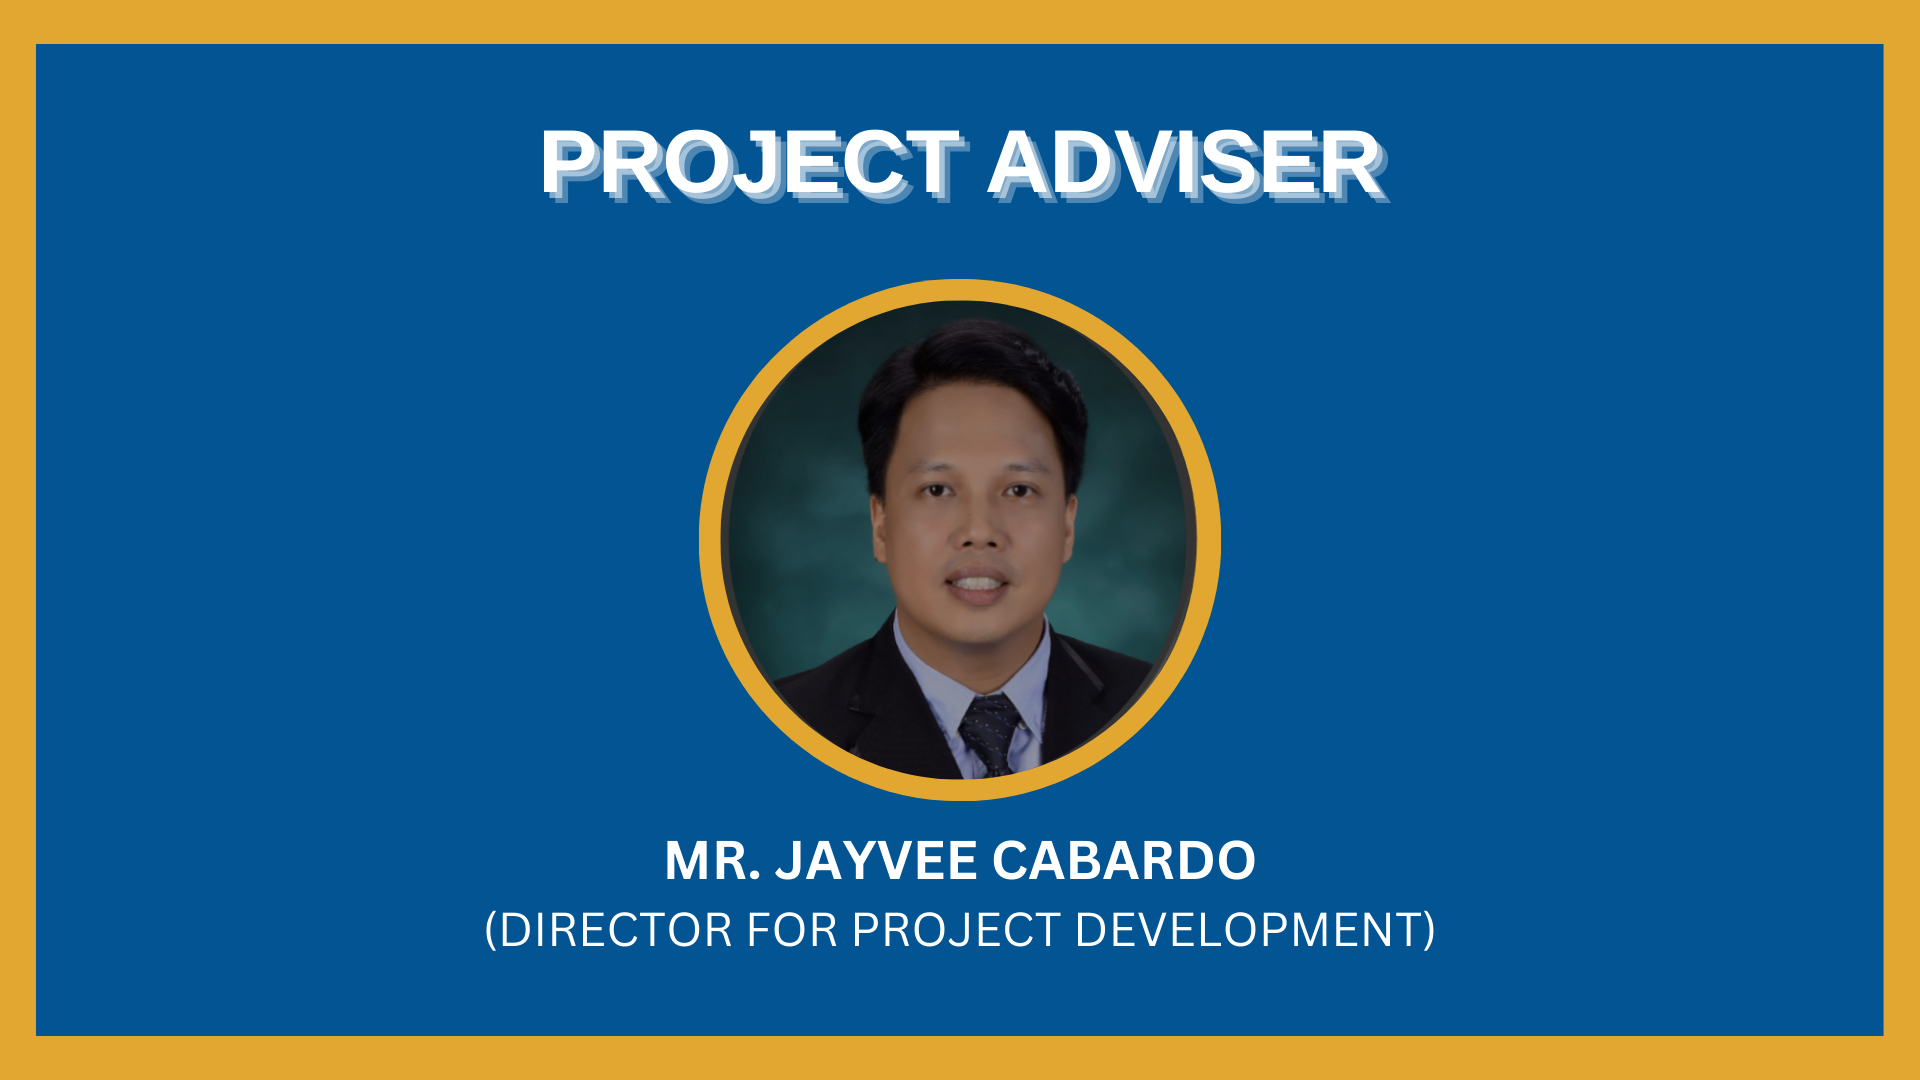 PROJECT ADVISER
MR. JAYVEE CABARDO
(DIRECTOR FOR PROJECT DEVELOPMENT)